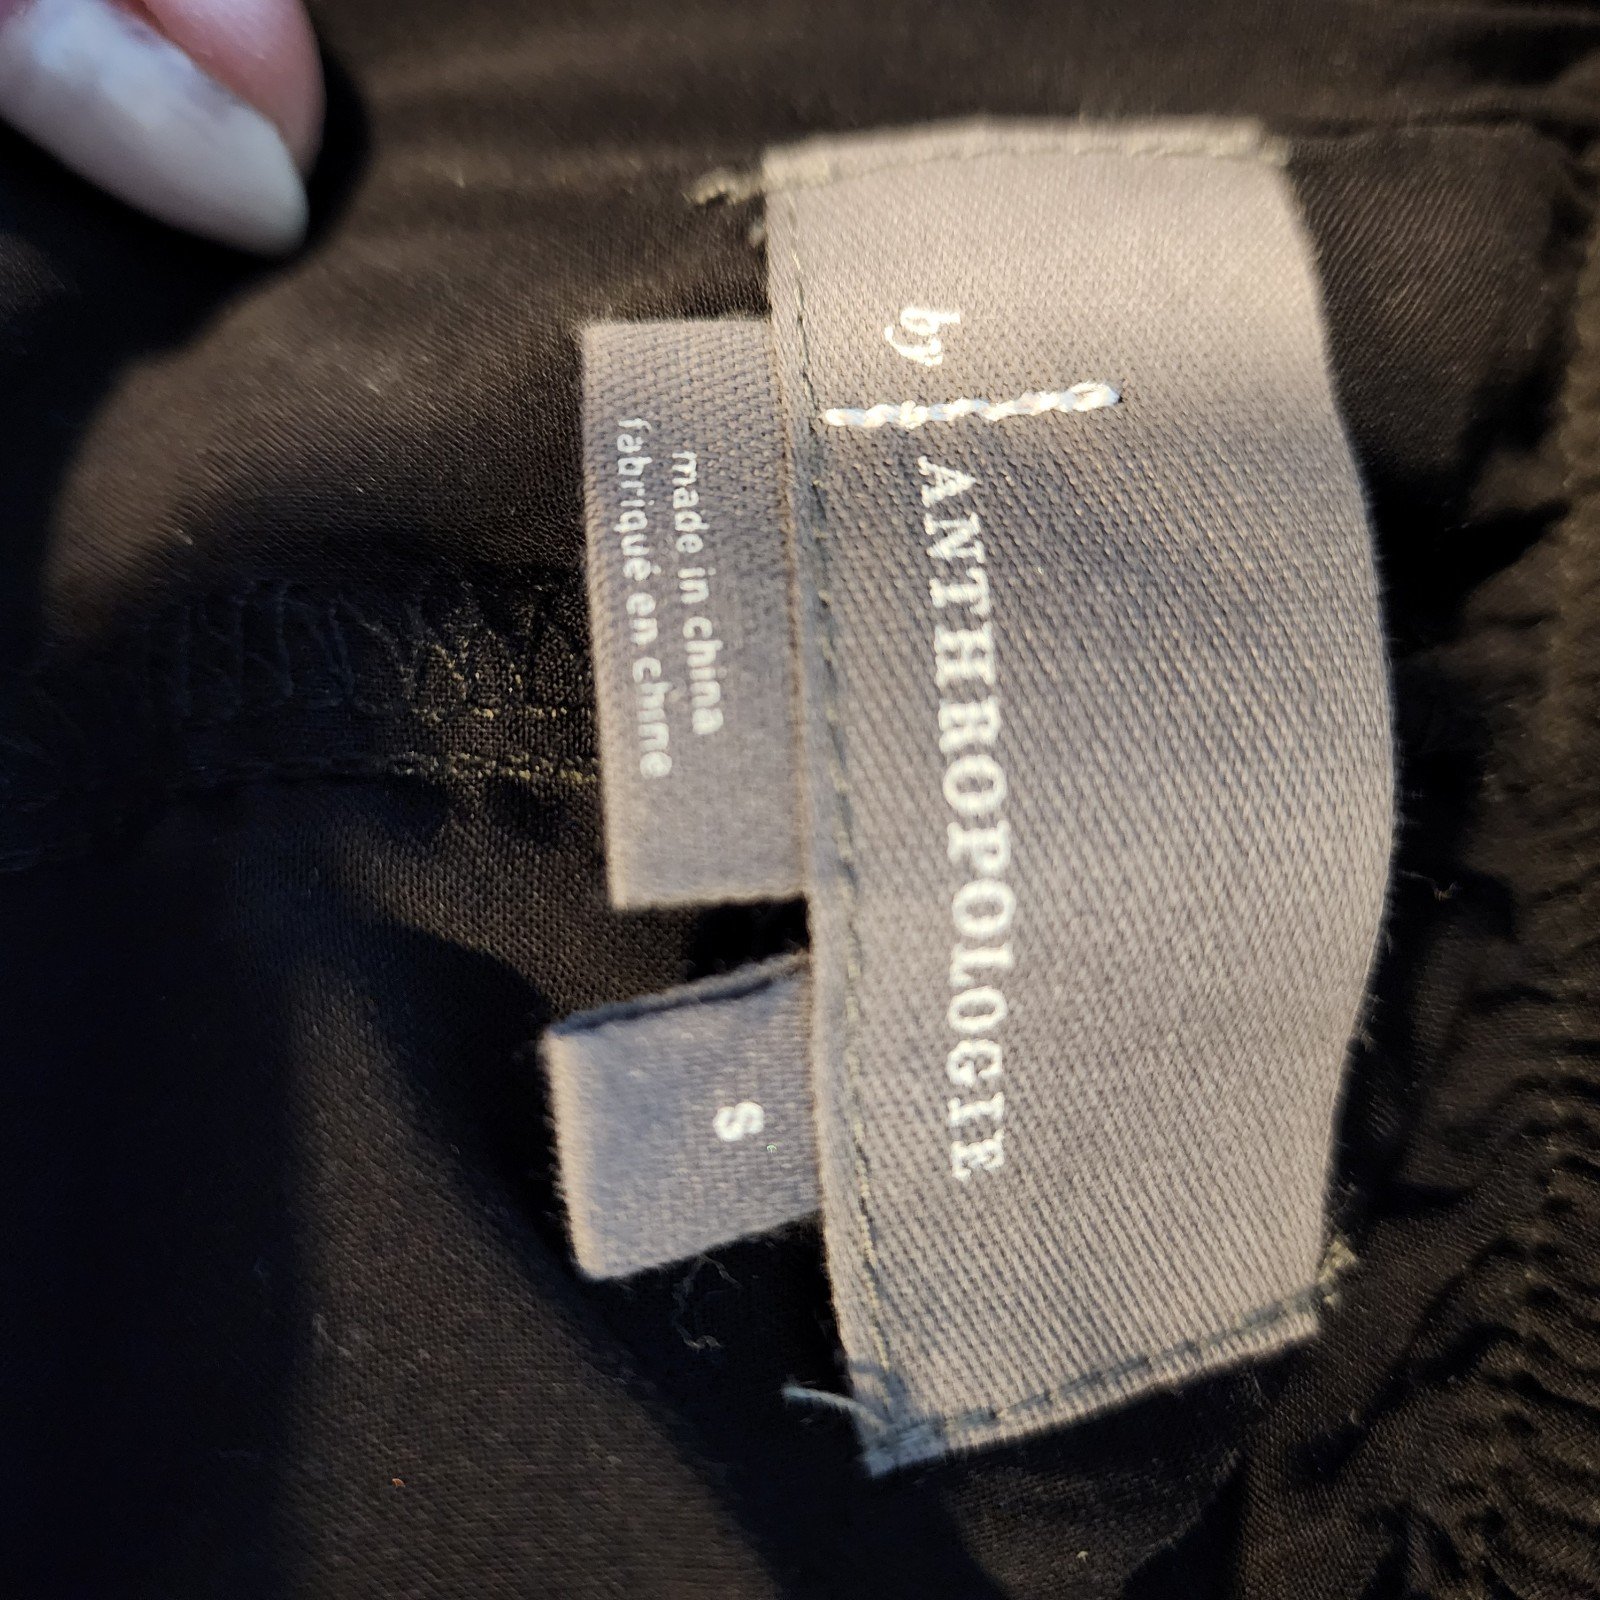 by | ANTHROPOLOGIE
made in china
fabriqué en chine
S